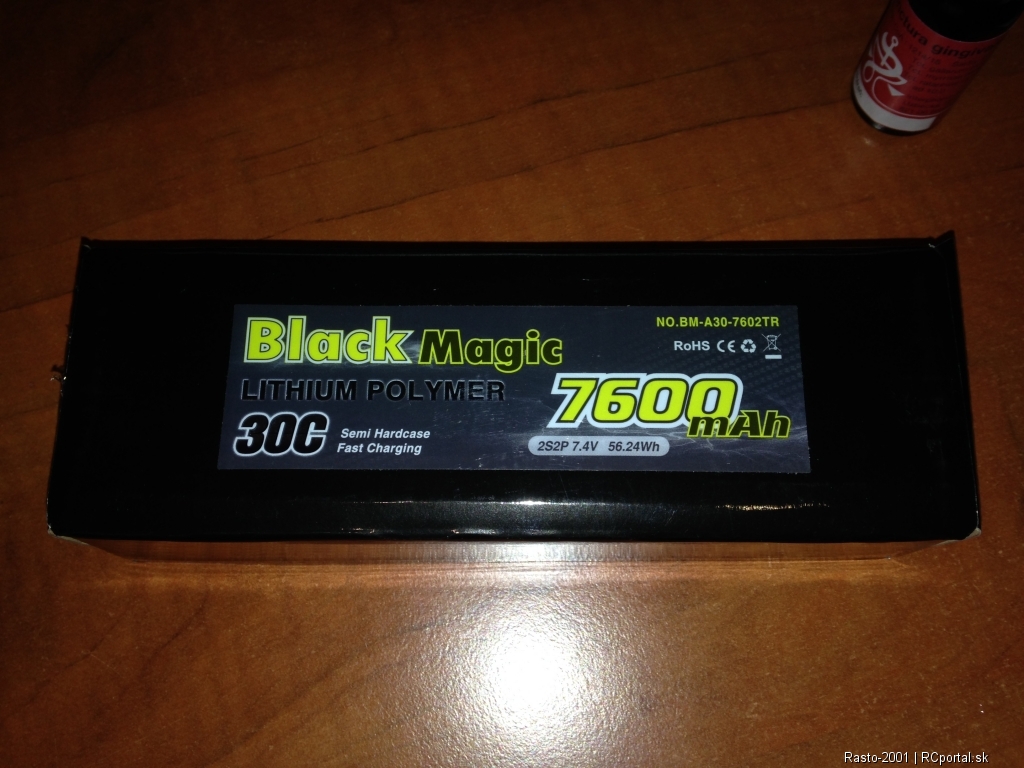 Black Magic
NO.BM-A30-7602TR
RoHS CE
LITHIUM POLYMER
7600 mAh
30C
Semi Hardcase
Fast Charging
2S2P 7.4V 56.24Wh
Rasto-2001 | RCportal.sk